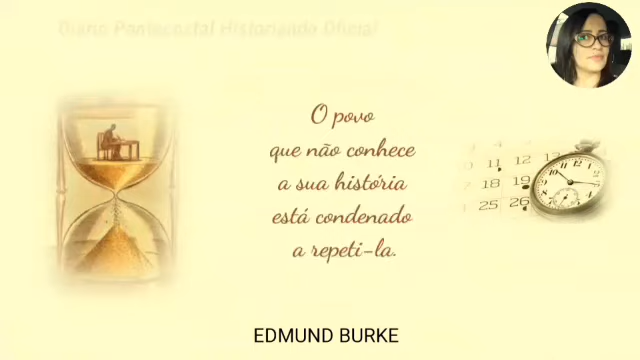 Diario Pentecostal Historiando Oficial
O povo
que não conhece
a sua história
está condenado
a repeti-la.
11 12 13
18 19
25 26
EDMUND BURKE